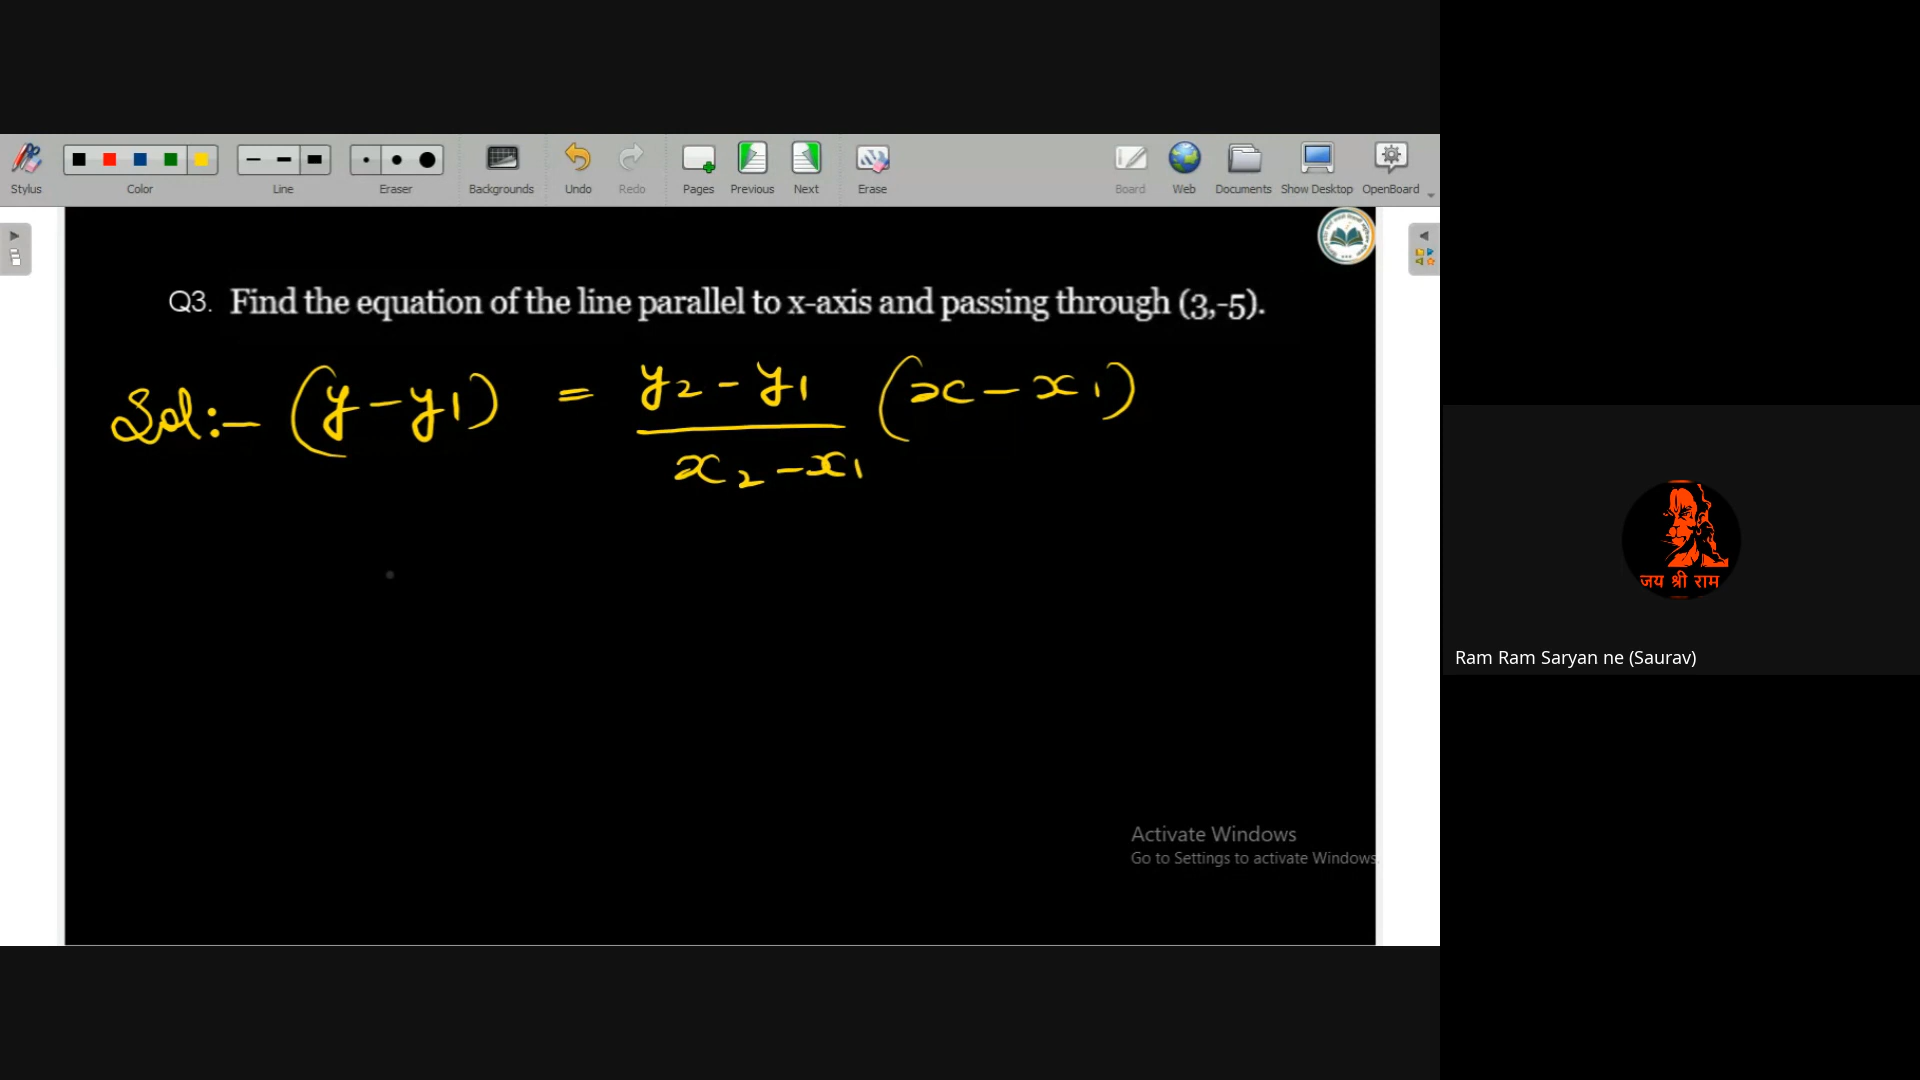 Stylus
Color
Line
Eraser
Backgrounds
Undo
Redo
Pages
Previous
Next
Erase
Board
Web
Documents
Show Desktop
OpenBoard
Q3. Find the equation of the line parallel to x-axis and passing through (3,-5).
Sol:- (y-y1) = y2-y1 (x-x1)
x2-x1
Activate Windows
Go to Settings to activate Windows.
जय श्री राम
Ram Ram Saryan ne (Saurav)